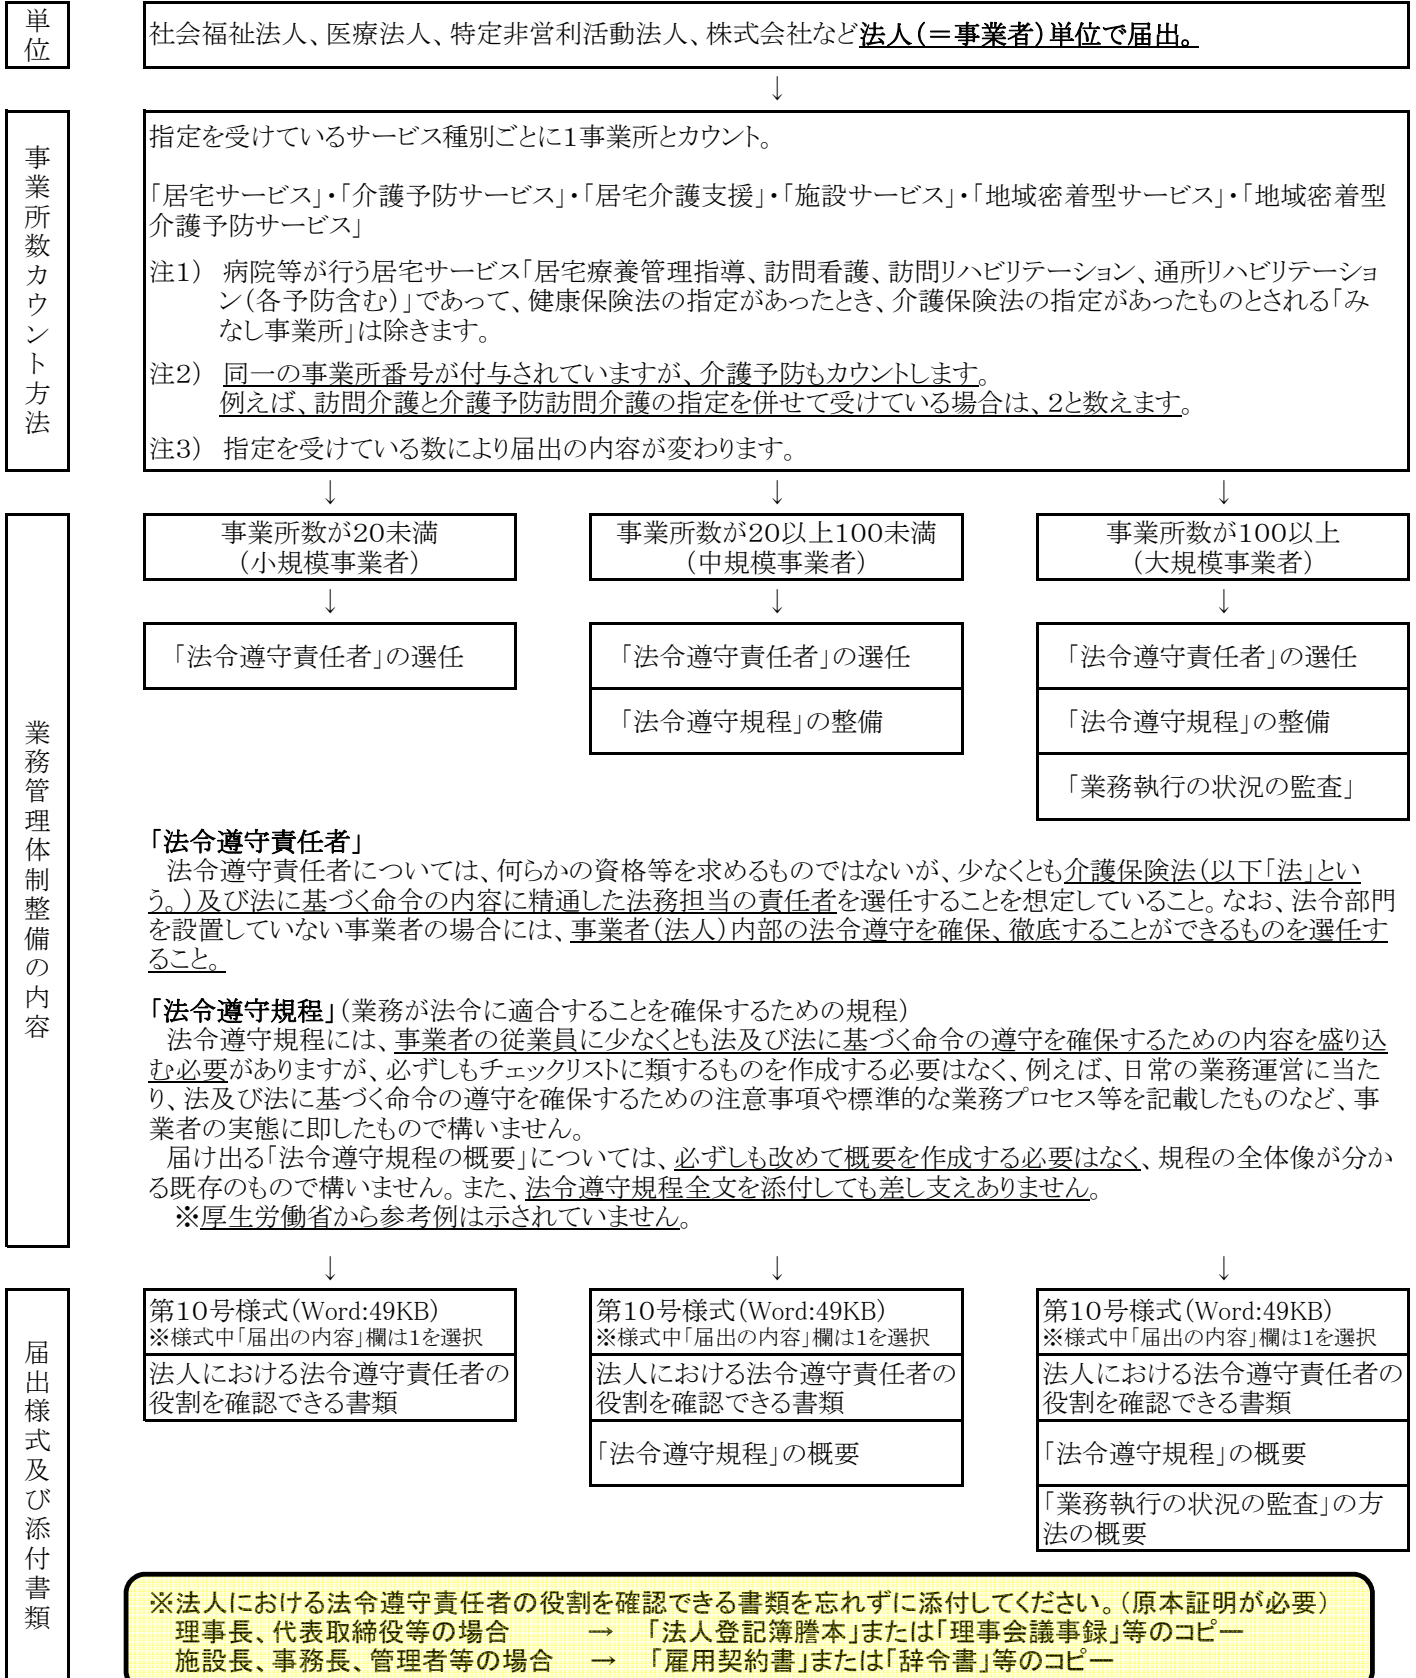 単位
社会福祉法人、医療法人、特定非営利活動法人、株式会社など法人(＝事業者)単位で届出。
↓
事業所数カウント方法
指定を受けているサービス種別ごとに1事業所とカウント。
「居宅サービス」・「介護予防サービス」・「居宅介護支援」・「施設サービス」・「地域密着型サービス」・「地域密着型
介護予防サービス」
注1)　病院等が行う居宅サービス「居宅療養管理指導、訪問看護、訪問リハビリテーション、通所リハビリテーショ
ン(各予防含む)」であって、健康保険法の指定があったとき、介護保険法の指定があったものとされる「み
なし事業所」は除きます。
注2)　同一の事業所番号が付与されていますが、介護予防もカウントします。
例えば、訪問介護と介護予防訪問介護の指定を併せて受けている場合は、2と数えます。
注3)　指定を受けている数により届出の内容が変わります。
↓　↓　↓
業務管理体制整備の内容
事業所数が20未満
(小規模事業者)
事業所数が20以上100未満
(中規模事業者)
事業所数が100以上
(大規模事業者)
↓　↓　↓
「法令遵守責任者」の選任
「法令遵守責任者」の選任
「法令遵守規程」の整備
「法令遵守責任者」の選任
「法令遵守規程」の整備
「業務執行の状況の監査」
「法令遵守責任者」
法令遵守責任者については、何らかの資格等を求めるものではないが、少なくとも介護保険法(以下「法」とい
う。)及び法に基づく命令の内容に精通した法務担当の責任者を選任することを想定していること。なお、法令部門
を設置していない事業者の場合には、事業者(法人)内部の法令遵守を確保、徹底することができるものを選任す
ること。
「法令遵守規程」(業務が法令に適合することを確保するための規程)
法令遵守規程には、事業者の従業員に少なくとも法及び法に基づく命令の遵守を確保するための内容を盛り込
む必要がありますが、必ずしもチェックリストに類するものを作成する必要はなく、例えば、日常の業務運営に当た
り、法及び法に基づく命令の遵守を確保するための注意事項や標準的な業務プロセス等を記載したものなど、事
業者の実態に即したもので構いません。
届け出る「法令遵守規程の概要」については、必ずしも改めて概要を作成する必要はなく、規程の全体像が分か
る既存のもので構いません。また、法令遵守規程全文を添付しても差し支えありません。
※厚生労働省から参考例は示されていません。
↓　↓　↓
届出様式及び添付書類
第10号様式(Word:49KB)
※様式中「届出の内容」欄は1を選択
法人における法令遵守責任者の
役割を確認できる書類
第10号様式(Word:49KB)
※様式中「届出の内容」欄は1を選択
法人における法令遵守責任者の
役割を確認できる書類
「法令遵守規程」の概要
第10号様式(Word:49KB)
※様式中「届出の内容」欄は1を選択
法人における法令遵守責任者の
役割を確認できる書類
「法令遵守規程」の概要
「業務執行の状況の監査」の方
法の概要
※法人における法令遵守責任者の役割を確認できる書類を忘れずに添付してください。(原本証明が必要)
理事長、代表取締役等の場合　→　「法人登記簿謄本」または「理事会議事録」等のコピー
施設長、事務長、管理者等の場合　→　「雇用契約書」または「辞令書」等のコピー